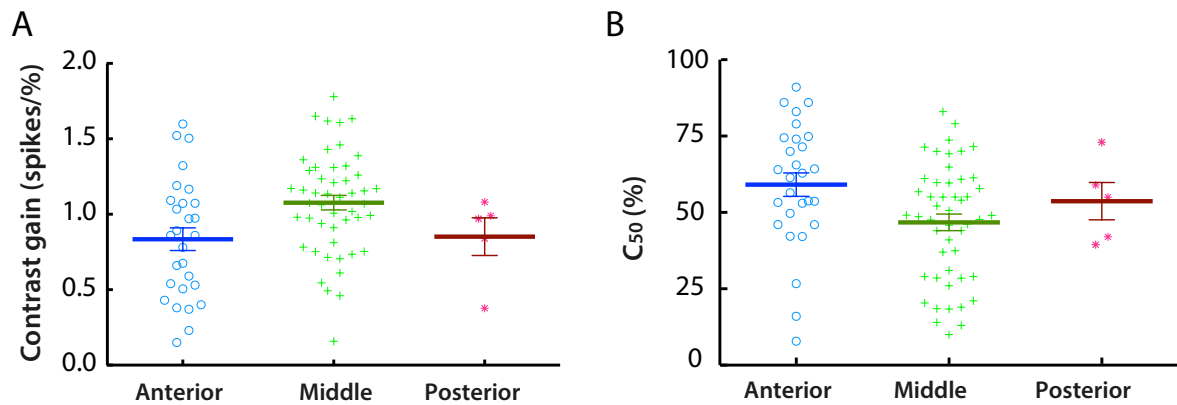 A
Contrast gain (spikes/%)
2.0
1.5
1.0
0.5
0.0
Anterior Middle Posterior
B
C₅₀ (%)
100
75
50
25
0
Anterior Middle Posterior